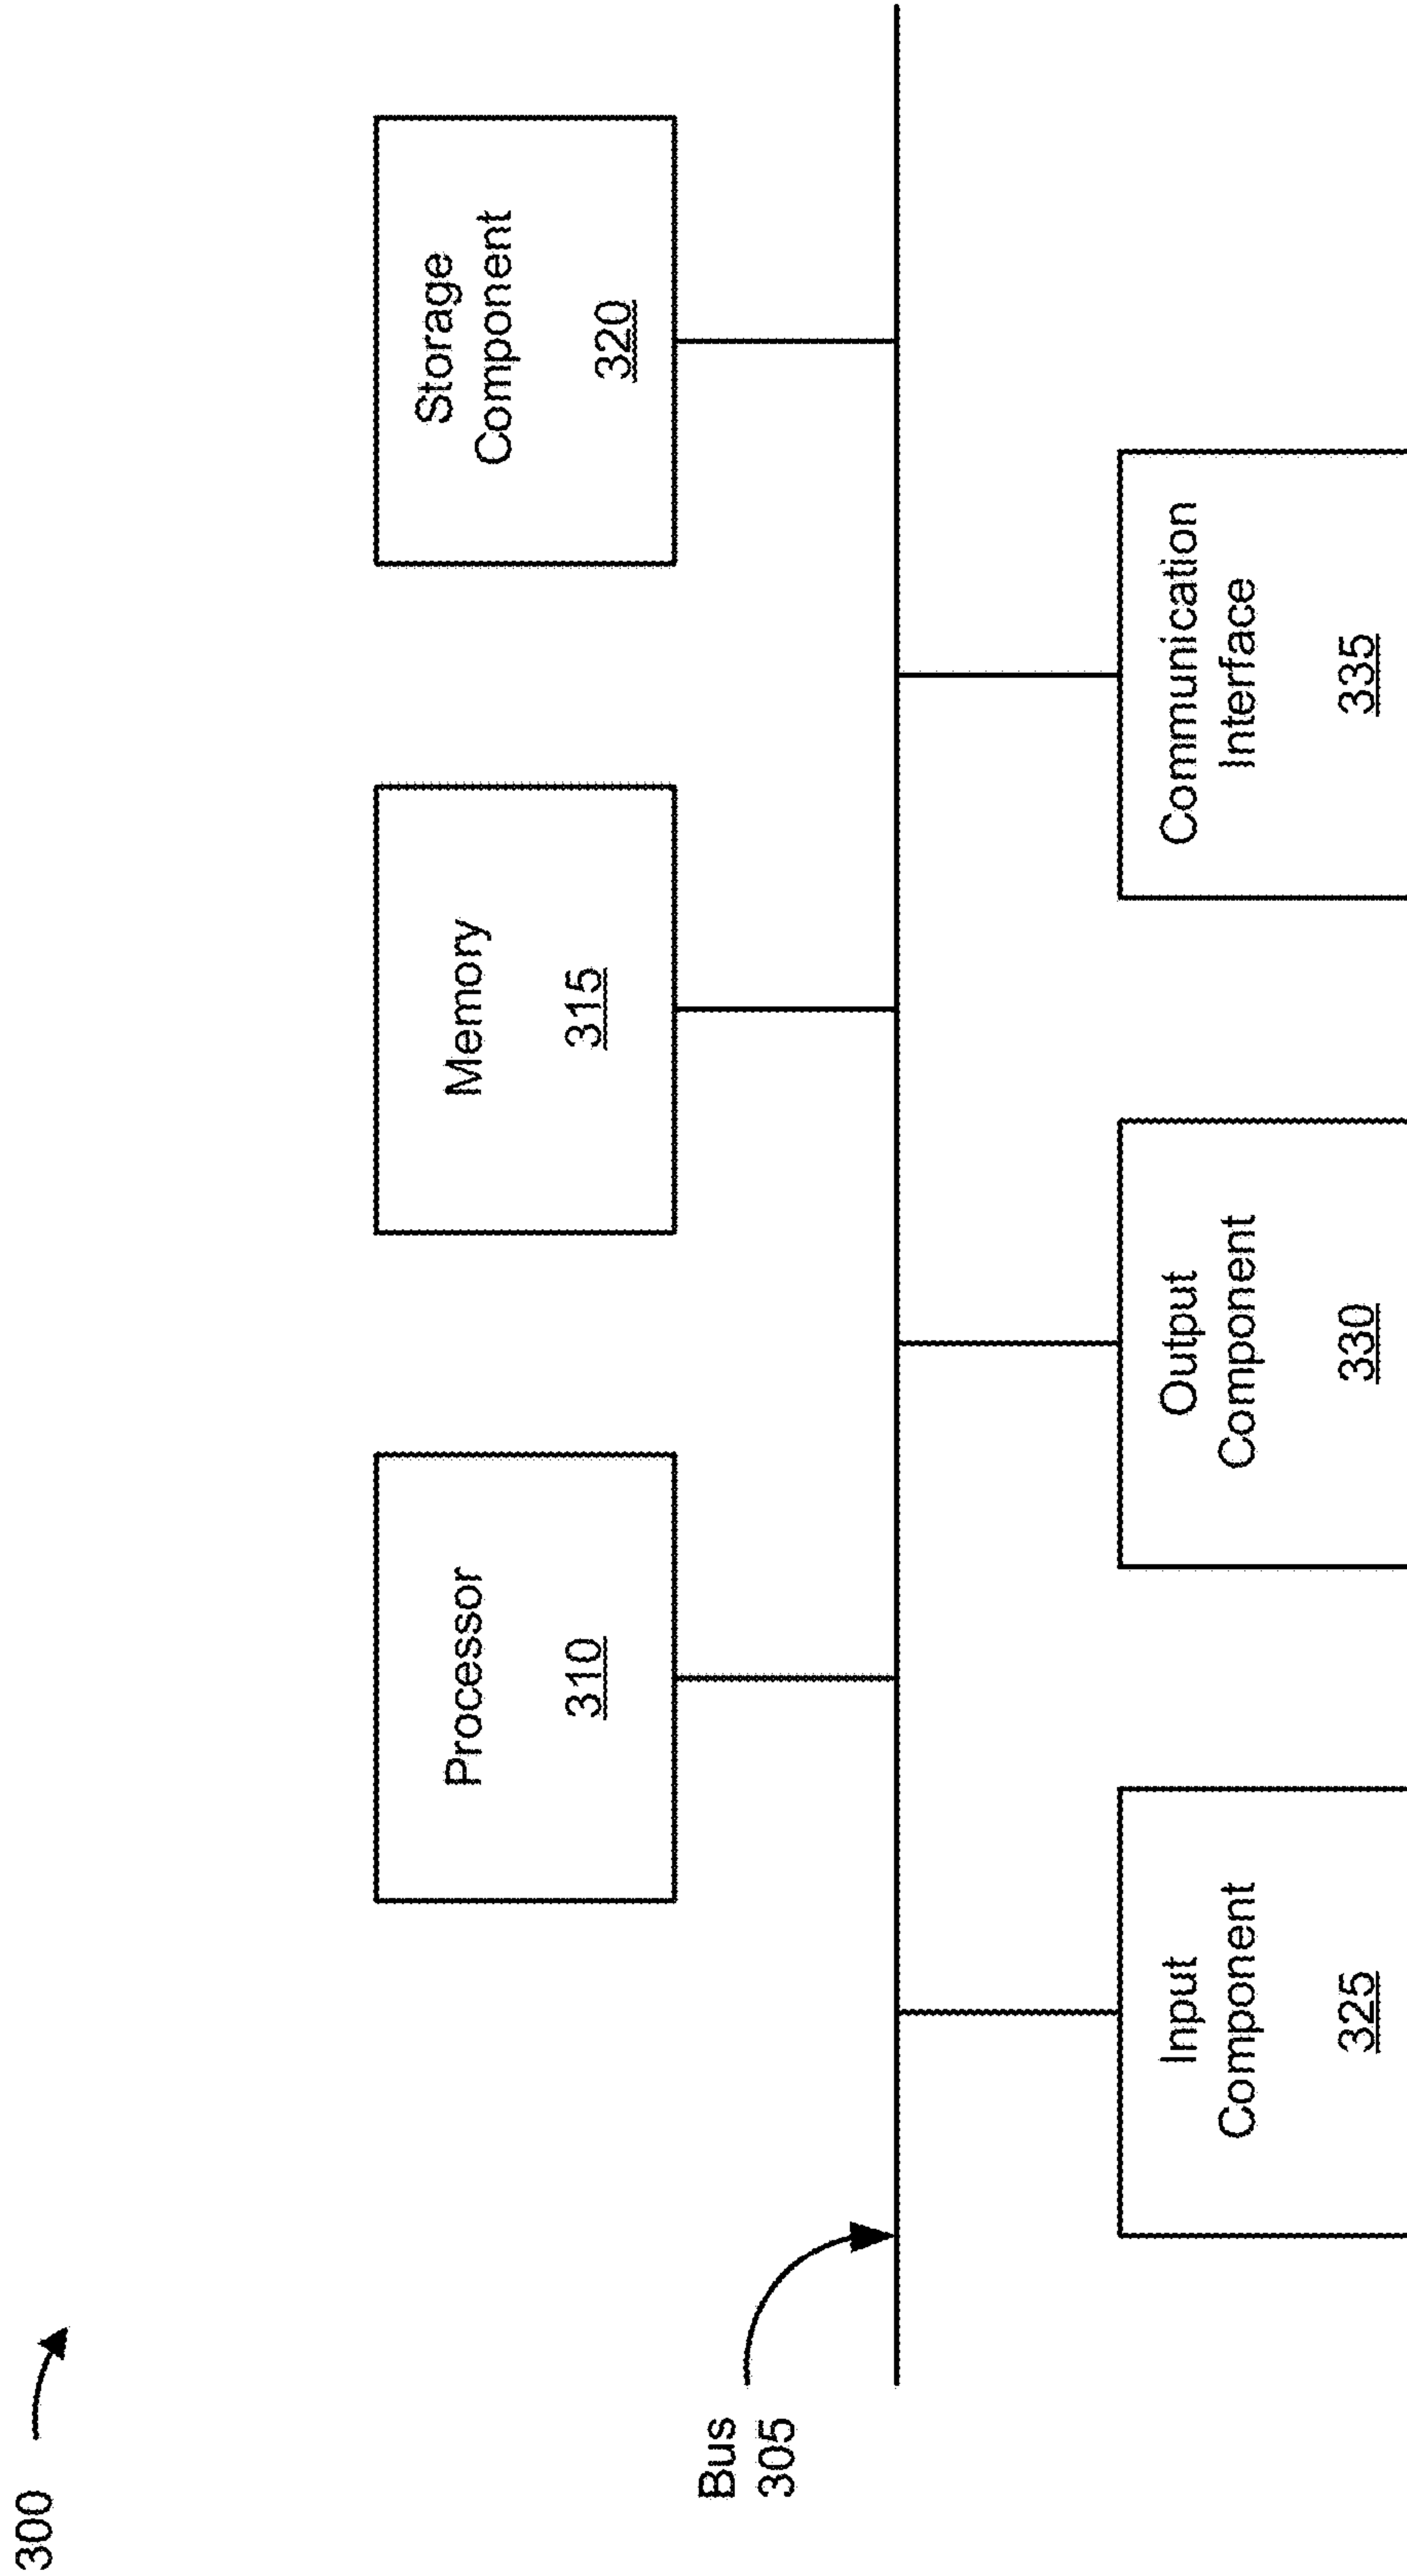 300
Processor
310
Memory
315
Storage
Component
320
Bus
305
Input
Component
325
Output
Component
330
Communication
Interface
335